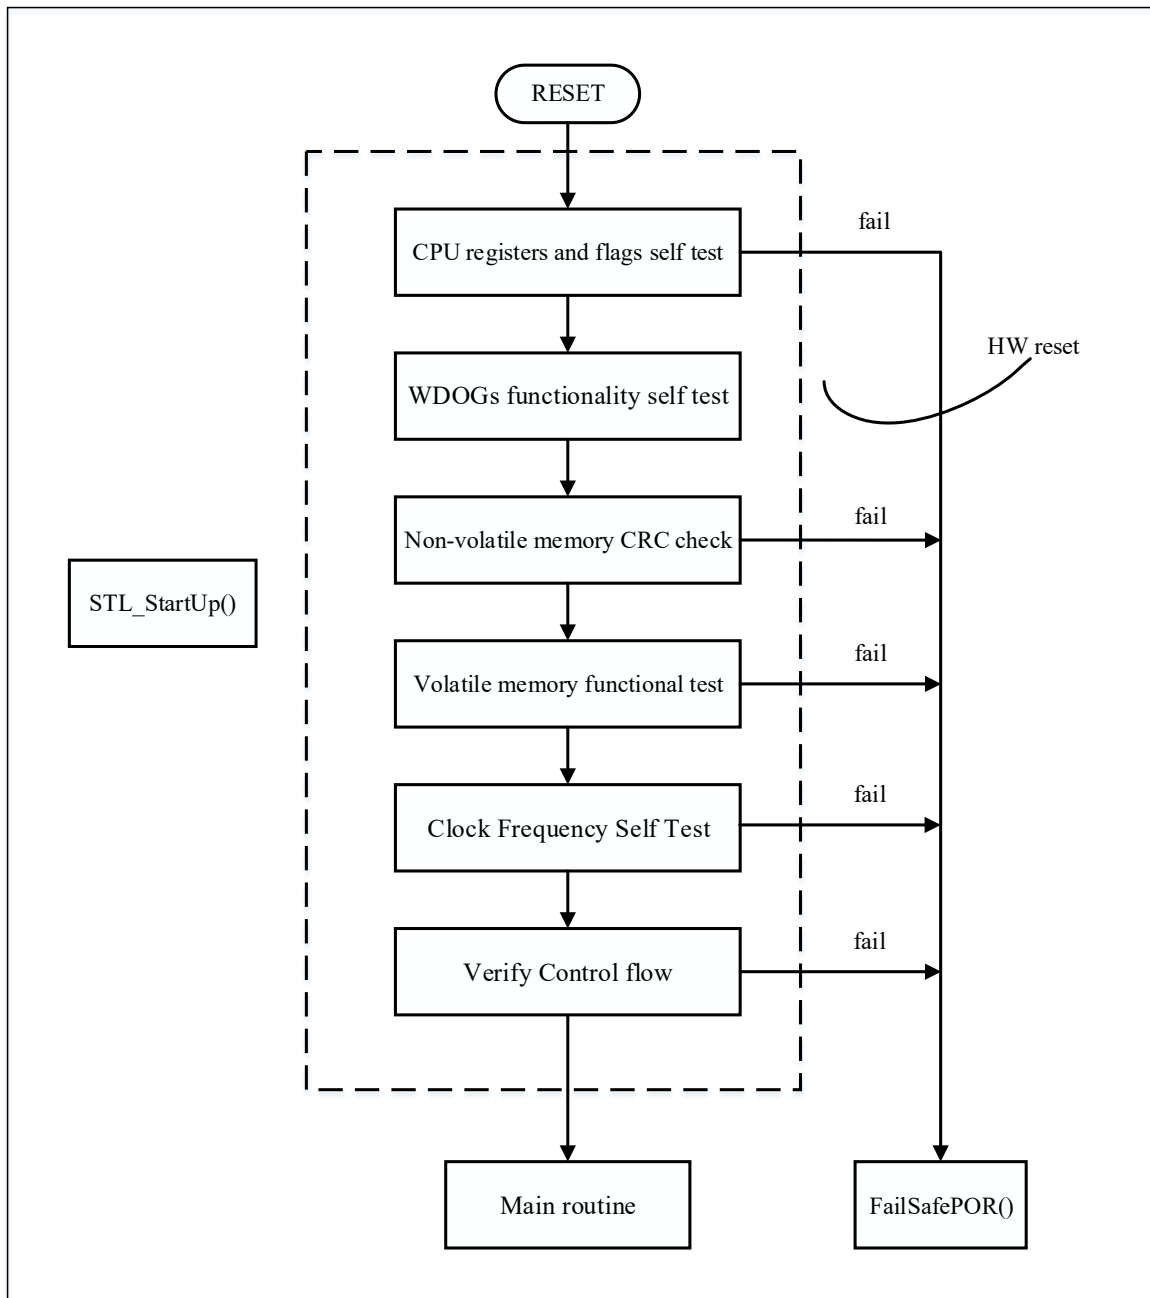 RESET
CPU registers and flags self test
fail
HW reset
WDOGs functionality self test
Non-volatile memory CRC check
fail
STL_StartUp()
Volatile memory functional test
fail
Clock Frequency Self Test
fail
Verify Control flow
fail
Main routine
FailSafePOR()